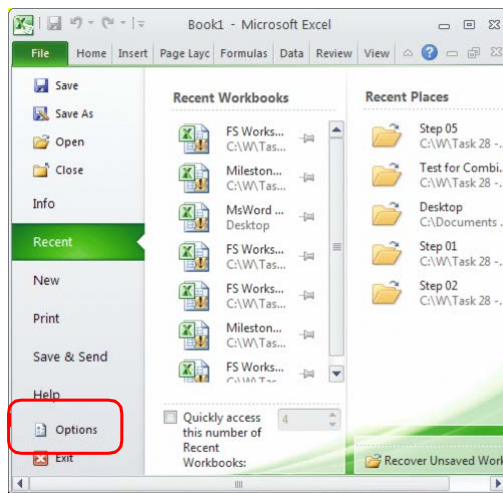 Book1 - Microsoft Excel
File Home Insert Page Layc Formulas Data Review View
Save
Save As
Open
Close
Info
Recent
New
Print
Save & Send
Help
Options
Exit
Recent Workbooks
FS Works...
C:\W\Tas...
Mileston...
C:\W\Tas...
MsWord ...
Desktop
FS Works...
C:\W\Tas...
FS Works...
C:\W\Tas...
Mileston...
C:\W\Tas...
FS Works...
C:\W\Tas...
Quickly access 4
this number of
Recent
Workbooks:
Recent Places
Step 05
C:\W\Task 28 -..
Test for Combi.
C:\W\Task 28 -..
Desktop
C:\Documents .
Step 01
C:\W\Task 28 -..
Step 02
C:\W\Task 28 -..
Recover Unsaved Work